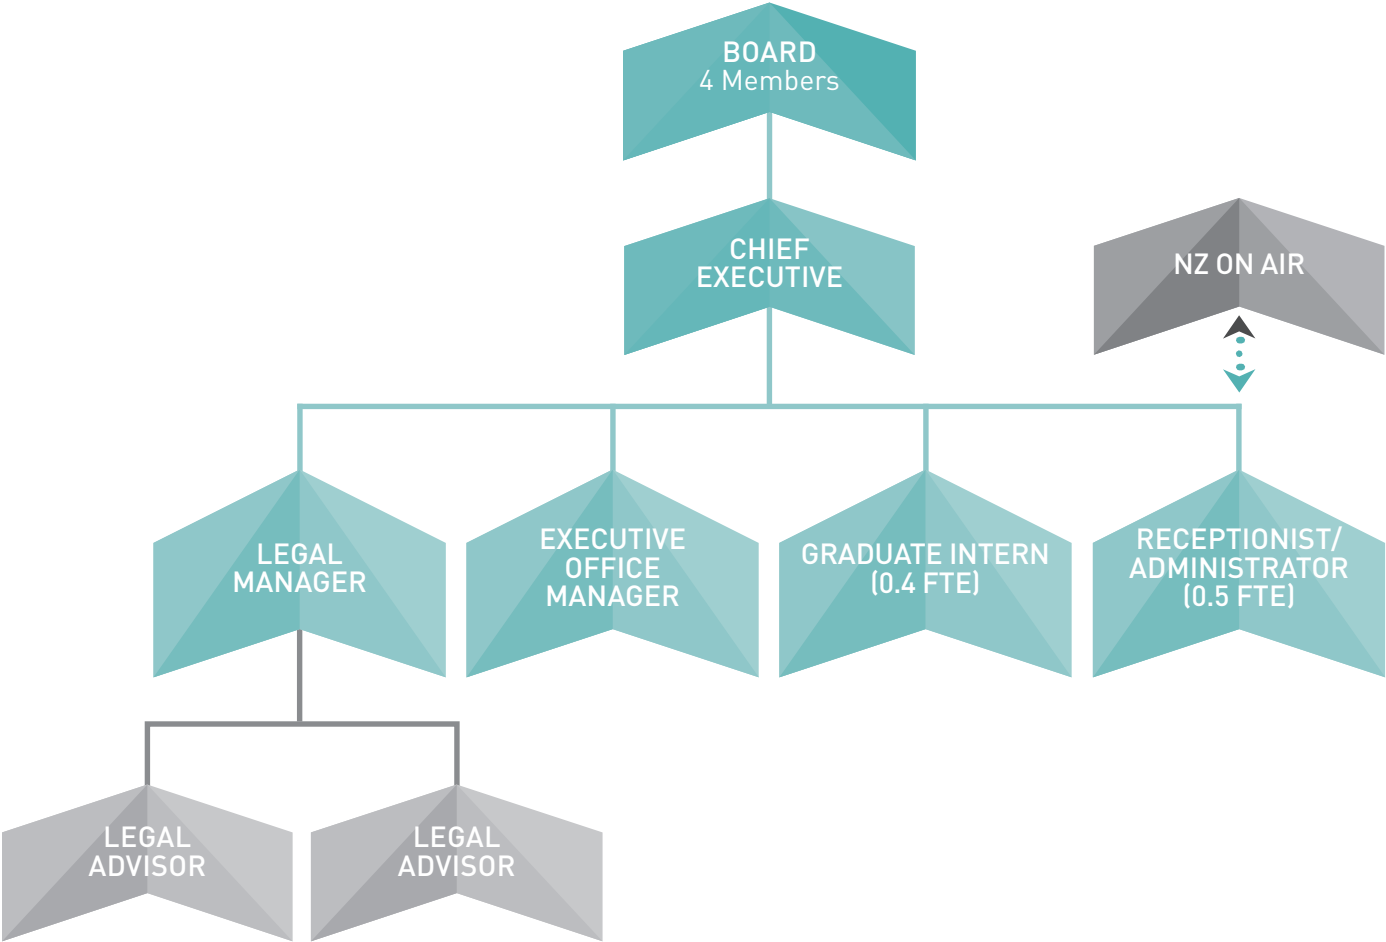 BOARD
4 Members
CHIEF
EXECUTIVE
NZ ON AIR
LEGAL
MANAGER
EXECUTIVE
OFFICE
MANAGER
GRADUATE INTERN
(0.4 FTE)
RECEPTIONIST/
ADMINISTRATOR
(0.5 FTE)
LEGAL
ADVISOR
LEGAL
ADVISOR